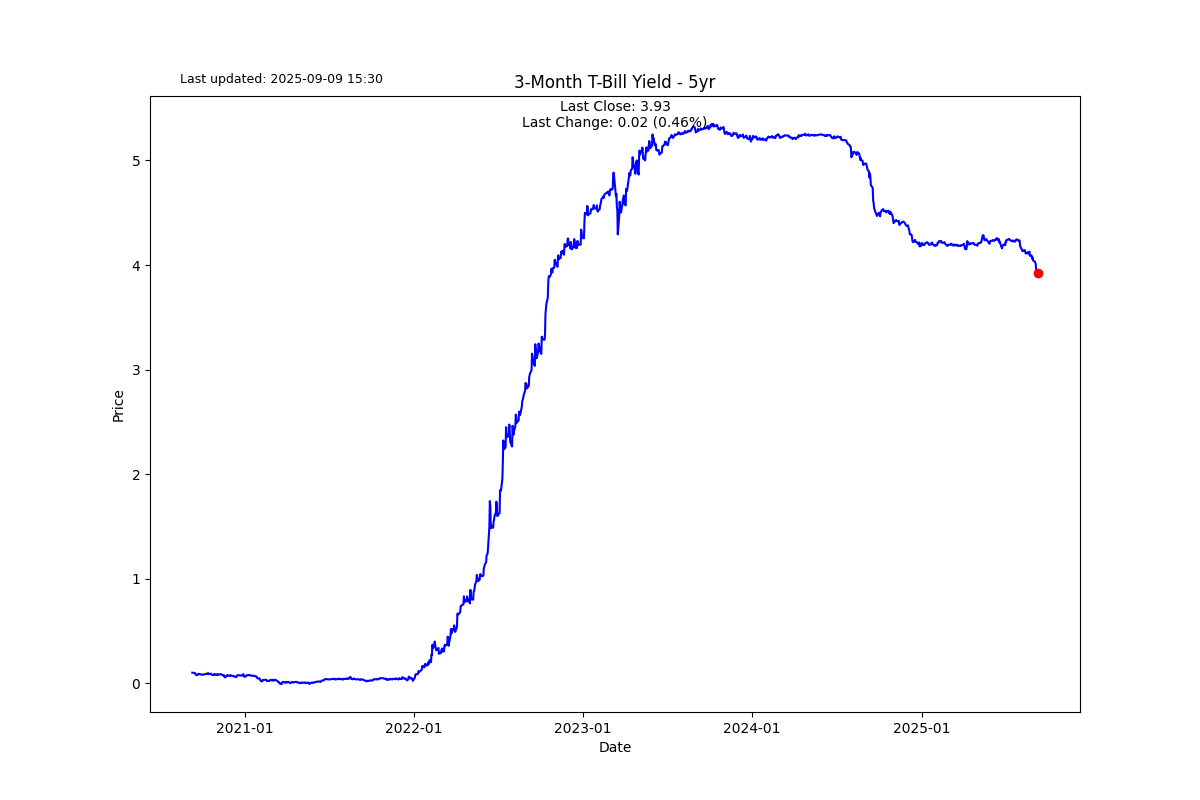 Last updated: 2025-09-09 15:30
3-Month T-Bill Yield - 5yr
Last Close: 3.93
Last Change: 0.02 (0.46%)
5
4
3
2
1
0
Price
2021-01
2022-01
2023-01
2024-01
2025-01
Date